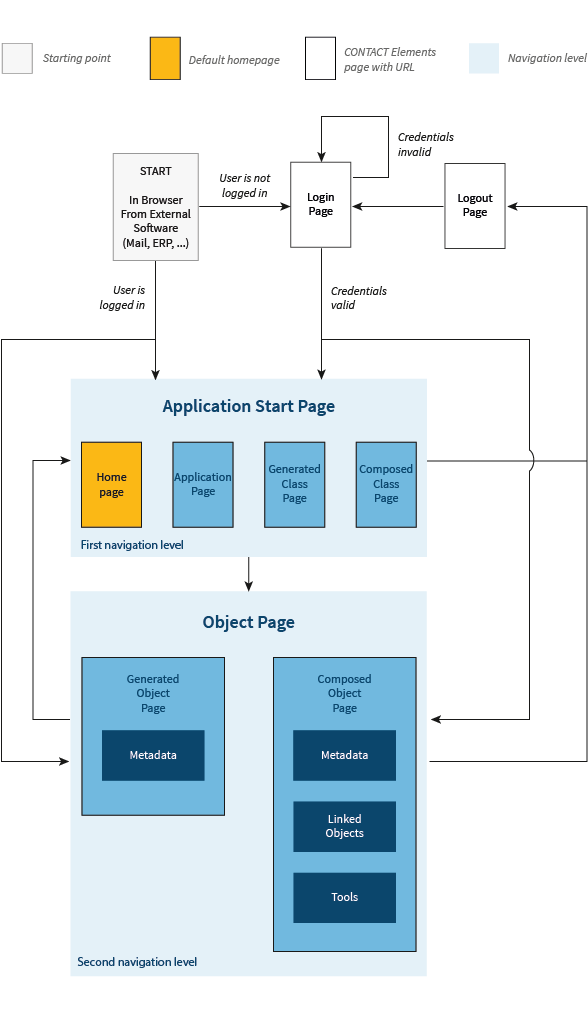 Starting point
Default homepage
CONTACT Elements
page with URL
Navigation level
START
In Browser
From External
Software
(Mail, ERP, ...)
User is not
logged in
Login
Page
Credentials
invalid
Logout
Page
User is
logged in
Credentials
valid
Application Start Page
Home
page
Application
Page
Generated
Class
Page
Composed
Class
Page
First navigation level
Object Page
Generated
Object
Page
Metadata
Composed
Object
Page
Metadata
Linked
Objects
Tools
Second navigation level